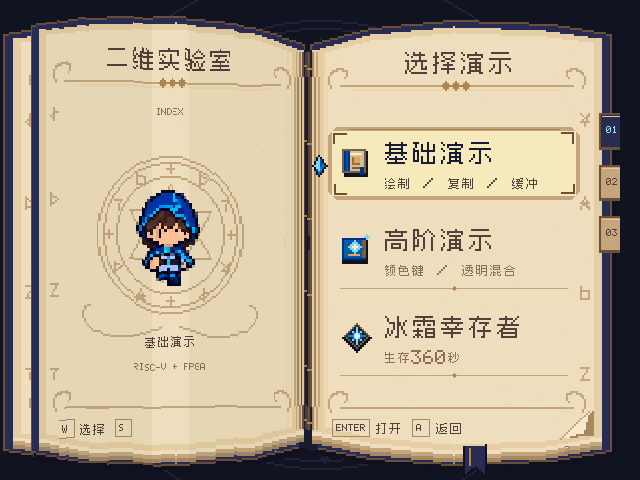 二维实验室
INDEX
基础演示
RISC-V + FPGA
W 选择 S
选择演示
基础演示
绘制 / 复制 / 缓冲
高阶演示
颜色键 / 透明混合
冰霜幸存者
生存360秒
ENTER 打开 A 返回
01
02
03